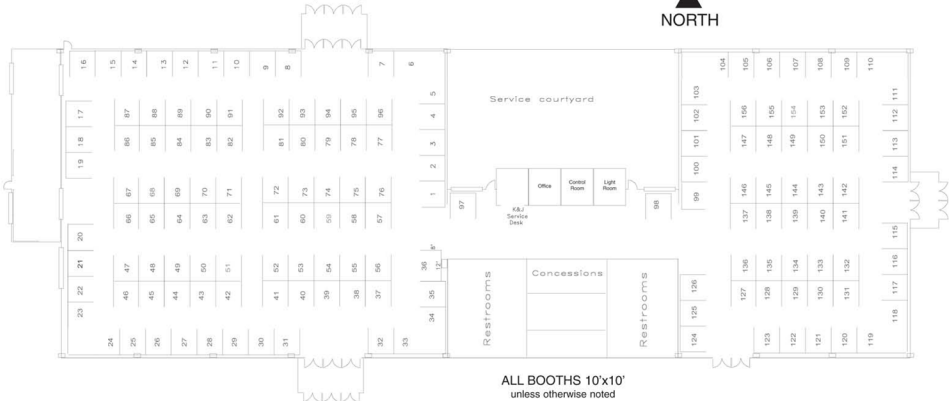 NORTH
16 15 14 13 12 11 10 9 8 7 6
104 105 106 107 108 109 110
17 87 88 89 90 91 92 93 94 95 96 5 4
18 86 85 84 83 82 81 80 79 78 77 3
19 2
67 68 69 70 71 72 73 74 75 76 1
66 65 64 63 62 61 60 59 58 57
20
21 47 48 49 50 51 52 53 54 55 56 36 8' 12'
22 46 45 44 43 42 41 40 39 38 37 35
23 34
24 25 26 27 28 29 30 31 32 33
Service courtyard
Office
Control
Room
Light
Room
97
K&J
Service
Desk
98
Restrooms
Concessions
Restrooms
103 111
102 156 155 154 153 152 112
101 147 148 149 150 151 113
100 114
99 146 145 144 143 142
137 138 139 140 141 115
136 135 134 133 132 116
126 127 128 129 130 131 117
125 118
124 123 122 121 120 119
ALL BOOTHS 10'x10'
unless otherwise noted